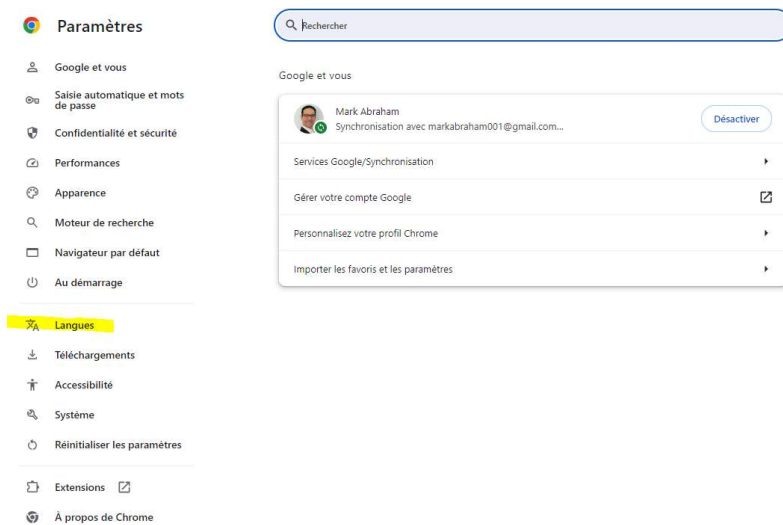 Paramètres
Google et vous
Saisie automatique et mots
de passe
Confidentialité et sécurité
Performances
Apparence
Moteur de recherche
Navigateur par défaut
Au démarrage
Langues
Téléchargements
Accessibilité
Système
Réinitialiser les paramètres
Extensions
À propos de Chrome
Rechercher
Google et vous
Mark Abraham
Synchronisation avec markabraham001@gmail.com...
Désactiver
Services Google/Synchronisation
Gérer votre compte Google
Personnalisez votre profil Chrome
Importer les favoris et les paramètres